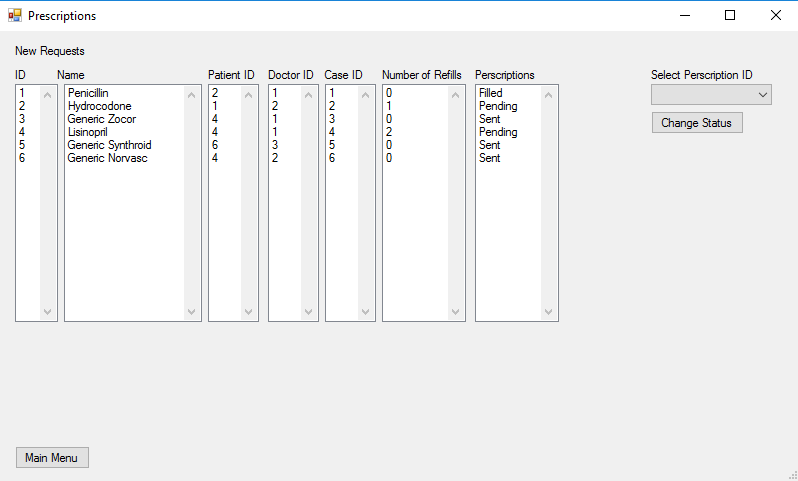 Prescriptions
New Requests
ID Name Patient ID Doctor ID Case ID Number of Refills Perscriptions Select Perscription ID
1 Penicillin 2 1 1 0 Filled
2 Hydrocodone 1 2 2 1 Pending
3 Generic Zocor 4 1 3 0 Sent
4 Lisinopril 4 1 4 2 Pending
5 Generic Synthroid 6 3 5 0 Sent
6 Generic Norvasc 4 2 6 0 Sent
Change Status
Main Menu